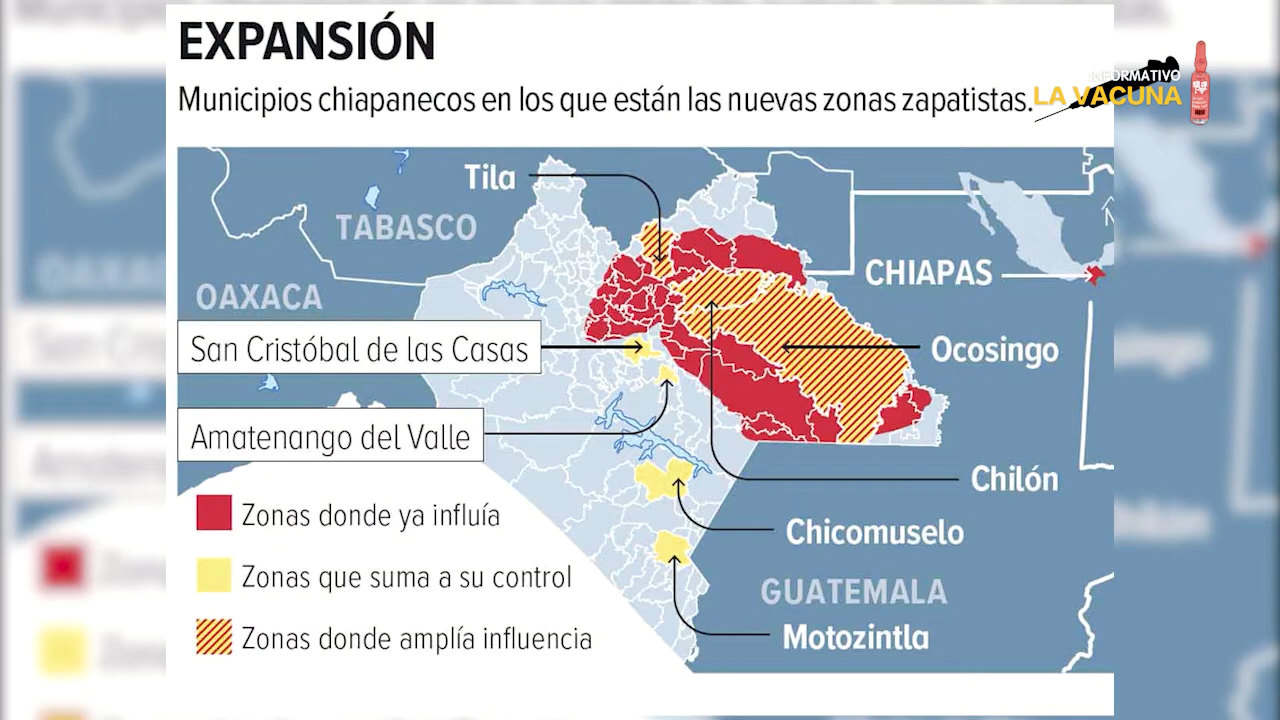 EXPANSIÓN
Municipios chiapanecos en los que están las nuevas zonas zapatistas.
INFORMATIVO
LA VACUNA
Tila
TABASCO
OAXACA
CHIAPAS
San Cristóbal de las Casas
Ocosingo
Amatenango del Valle
Chilón
Zonas donde ya influía
Chicomuselo
Zonas que suma a su control
GUATEMALA
Zonas donde amplía influencia
Motozintla